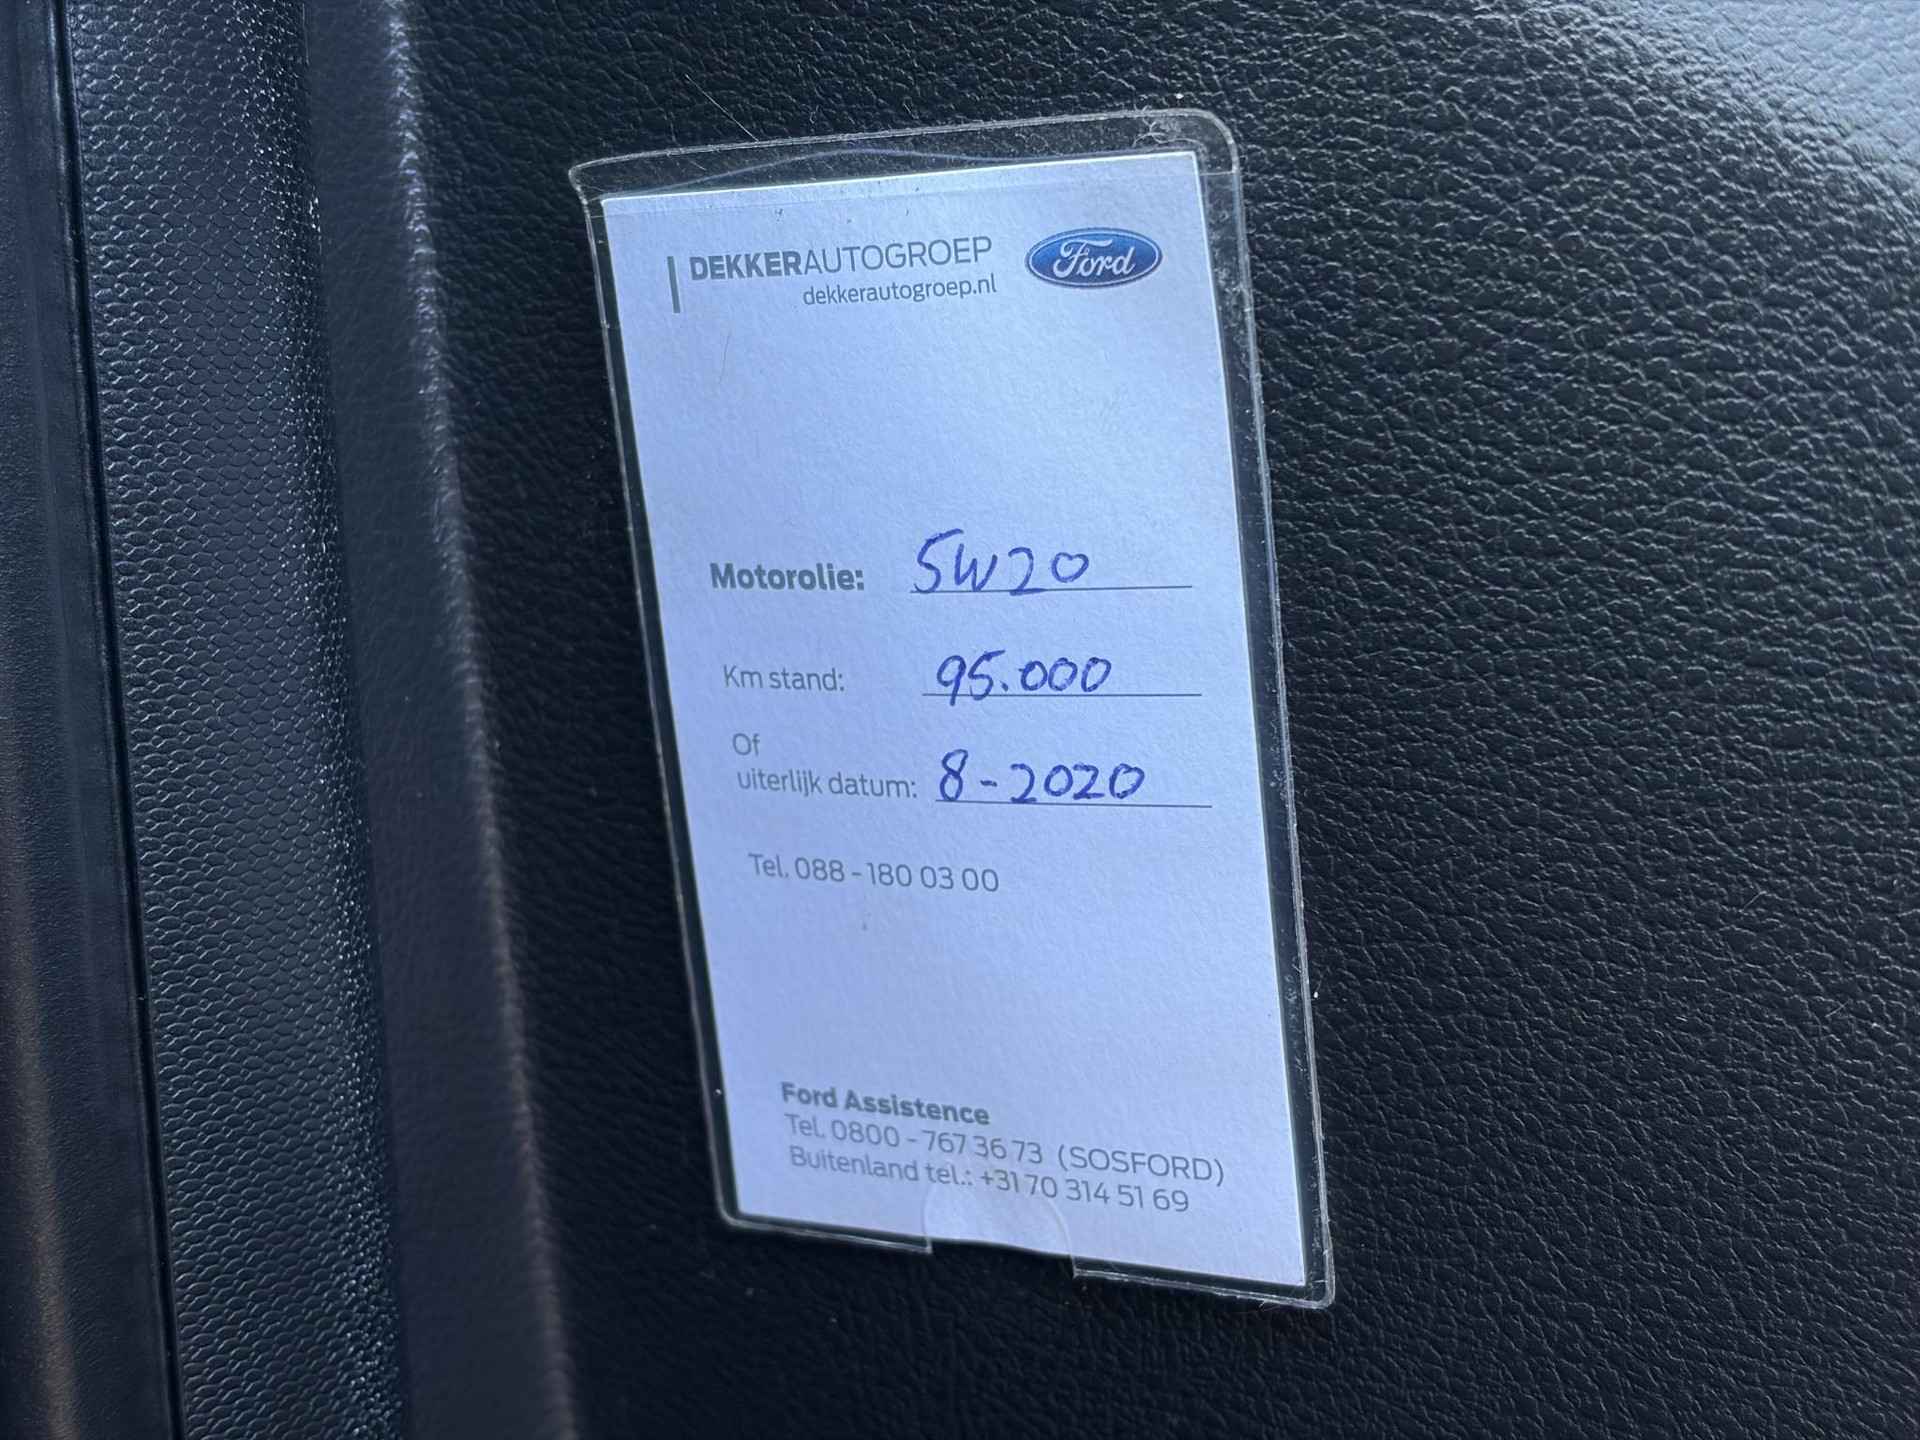 DEKKERAUTOGROEP
dekkerautogroep.nl
Ford
Motorolie: 5W20
Km stand: 95.000
Of
uiterlijk datum: 8-2020
Tel. 088 - 180 03 00
Ford Assistence
Tel. 0800 - 767 36 73 (SOSFORD)
Buitenland tel.: +31 70 314 51 69